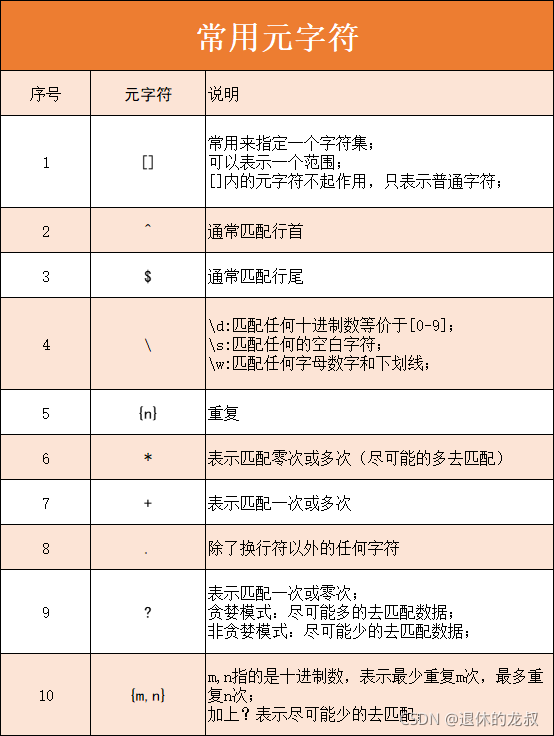 常用元字符
序号 元字符 说明
1 [] 常用来指定一个字符集；
可以表示一个范围；
[]内的元字符不起作用，只表示普通字符；
2 ^ 通常匹配行首
3 $ 通常匹配行尾
4 \ \d:匹配任何十进制数等价于[0-9]；
\s:匹配任何的空白字符；
\w:匹配任何字母数字和下划线；
5 {n} 重复
6 * 表示匹配零次或多次（尽可能的多去匹配）
7 + 表示匹配一次或多次
8 . 除了换行符以外的任何字符
9 ? 表示匹配一次或零次；
贪婪模式：尽可能多的去匹配数据；
非贪婪模式：尽可能少的去匹配数据；
10 {m,n} m,n指的是十进制数，表示最少重复m次，最多重
复n次；
加上？表示尽可能少的去匹配
CSDN @退休的龙叔